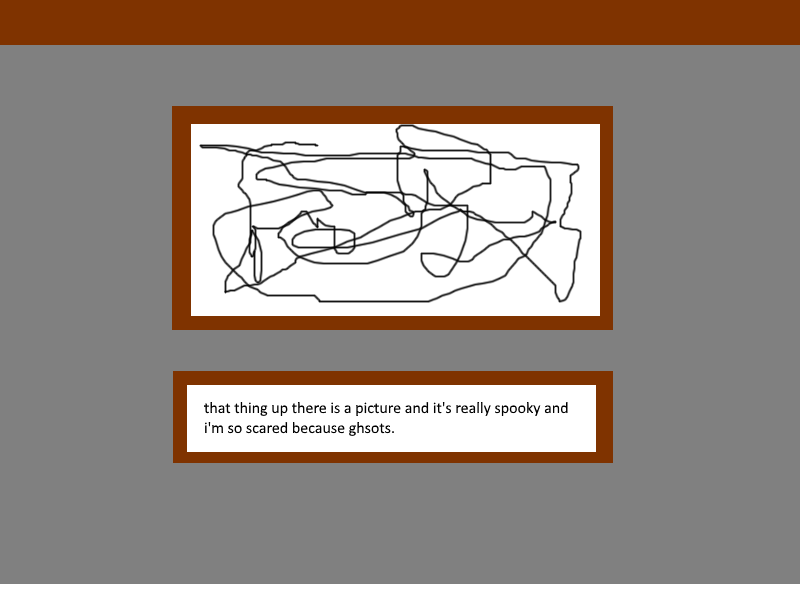 that thing up there is a picture and it's really spooky and
i'm so scared because ghsots.